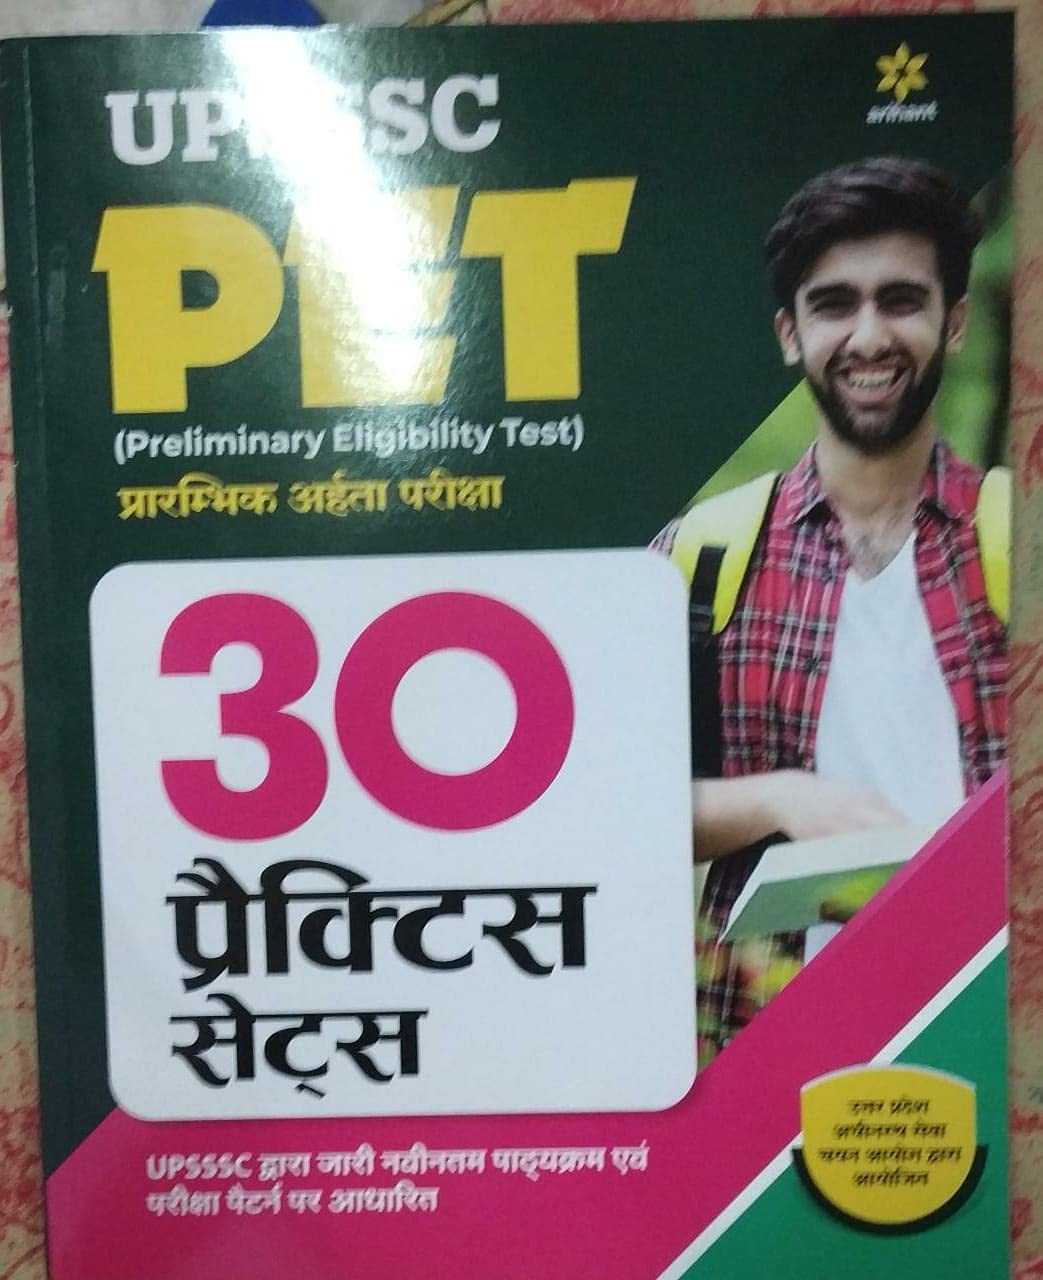 UPSSSC
arihant
PET
(Preliminary Eligibility Test)
प्रारम्भिक अर्हता परीक्षा
30
प्रैक्टिस
सेट्स
UPSSSC द्वारा जारी नवीनतम पाठ्यक्रम एवं
परीक्षा पैटर्न पर आधारित
उत्तर प्रदेश
अधीनस्थ सेवा
चयन आयोग द्वारा
आयोजित